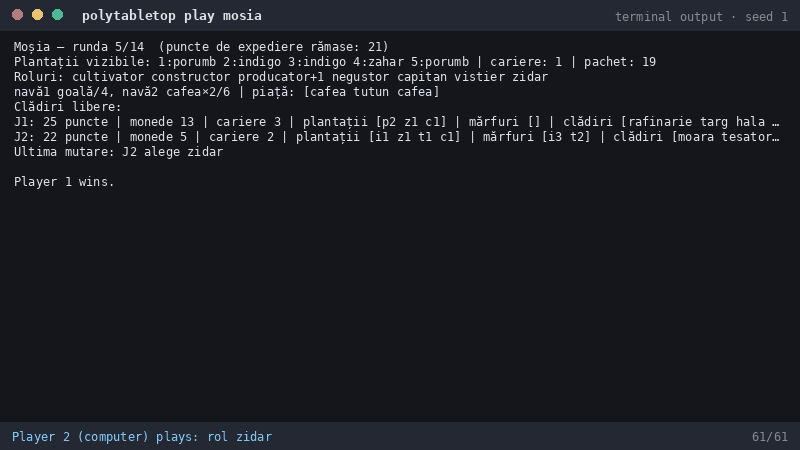 polytabletop play mosia
terminal output · seed 1
Moșia — runda 5/14  (puncte de expediere rămase: 21)
Plantații vizibile: 1:porumb 2:indigo 3:indigo 4:zahar 5:porumb | cariere: 1 | pachet: 19
Roluri: cultivator constructor producator+1 negustor capitan vistier zidar
navă1 goală/4, navă2 cafea×2/6 | piață: [cafea tutun cafea]
Clădiri libere:
J1: 25 puncte | monede 13 | cariere 3 | plantații [p2 z1 c1] | mărfuri [] | clădiri [rafinarie targ hala …
J2: 22 puncte | monede 5 | cariere 2 | plantații [i1 z1 t1 c1] | mărfuri [i3 t2] | clădiri [moara tesator…
Ultima mutare: J2 alege zidar
Player 1 wins.
Player 2 (computer) plays: rol zidar
61/61